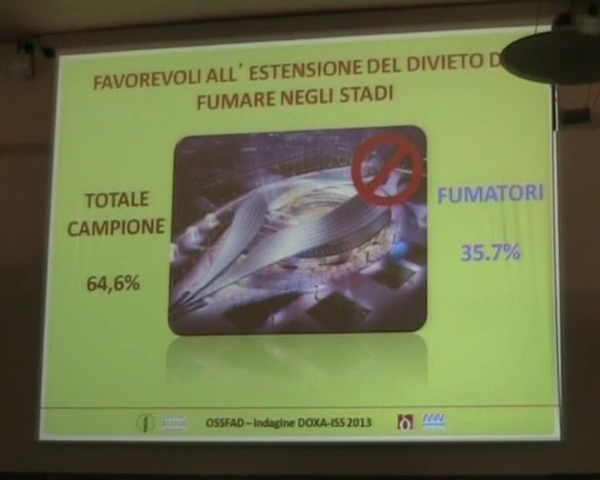 FAVOREVOLI ALL' ESTENSIONE DEL DIVIETO D
FUMARE NEGLI STADI
TOTALE
CAMPIONE
64,6%
FUMATORI
35.7%
OSSFAD – Indagine DOXA-ISS 2013